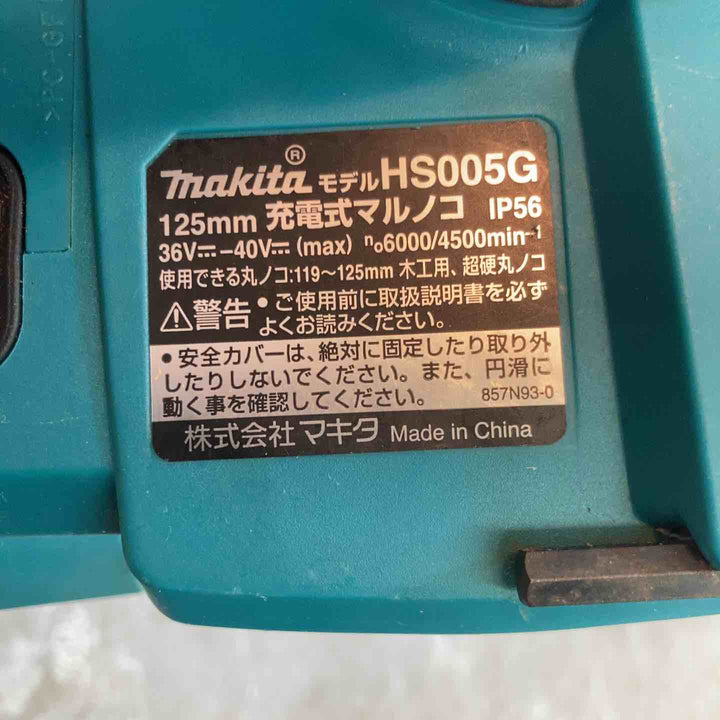 >PC-GF
makita® モデル HS005G
125mm 充電式マルノコ IP56
36V⎓-40V⎓(max) n₀6000/4500min⁻¹
使用できる丸ノコ:119～125mm 木工用、超硬丸ノコ
⚠警告 •ご使用前に取扱説明書を必ず
よくお読みください。
•安全カバーは、絶対に固定したり取り外
したりしないでください。また、円滑に
動く事を確認してください。 857N93-0
株式会社 マキタ Made in China